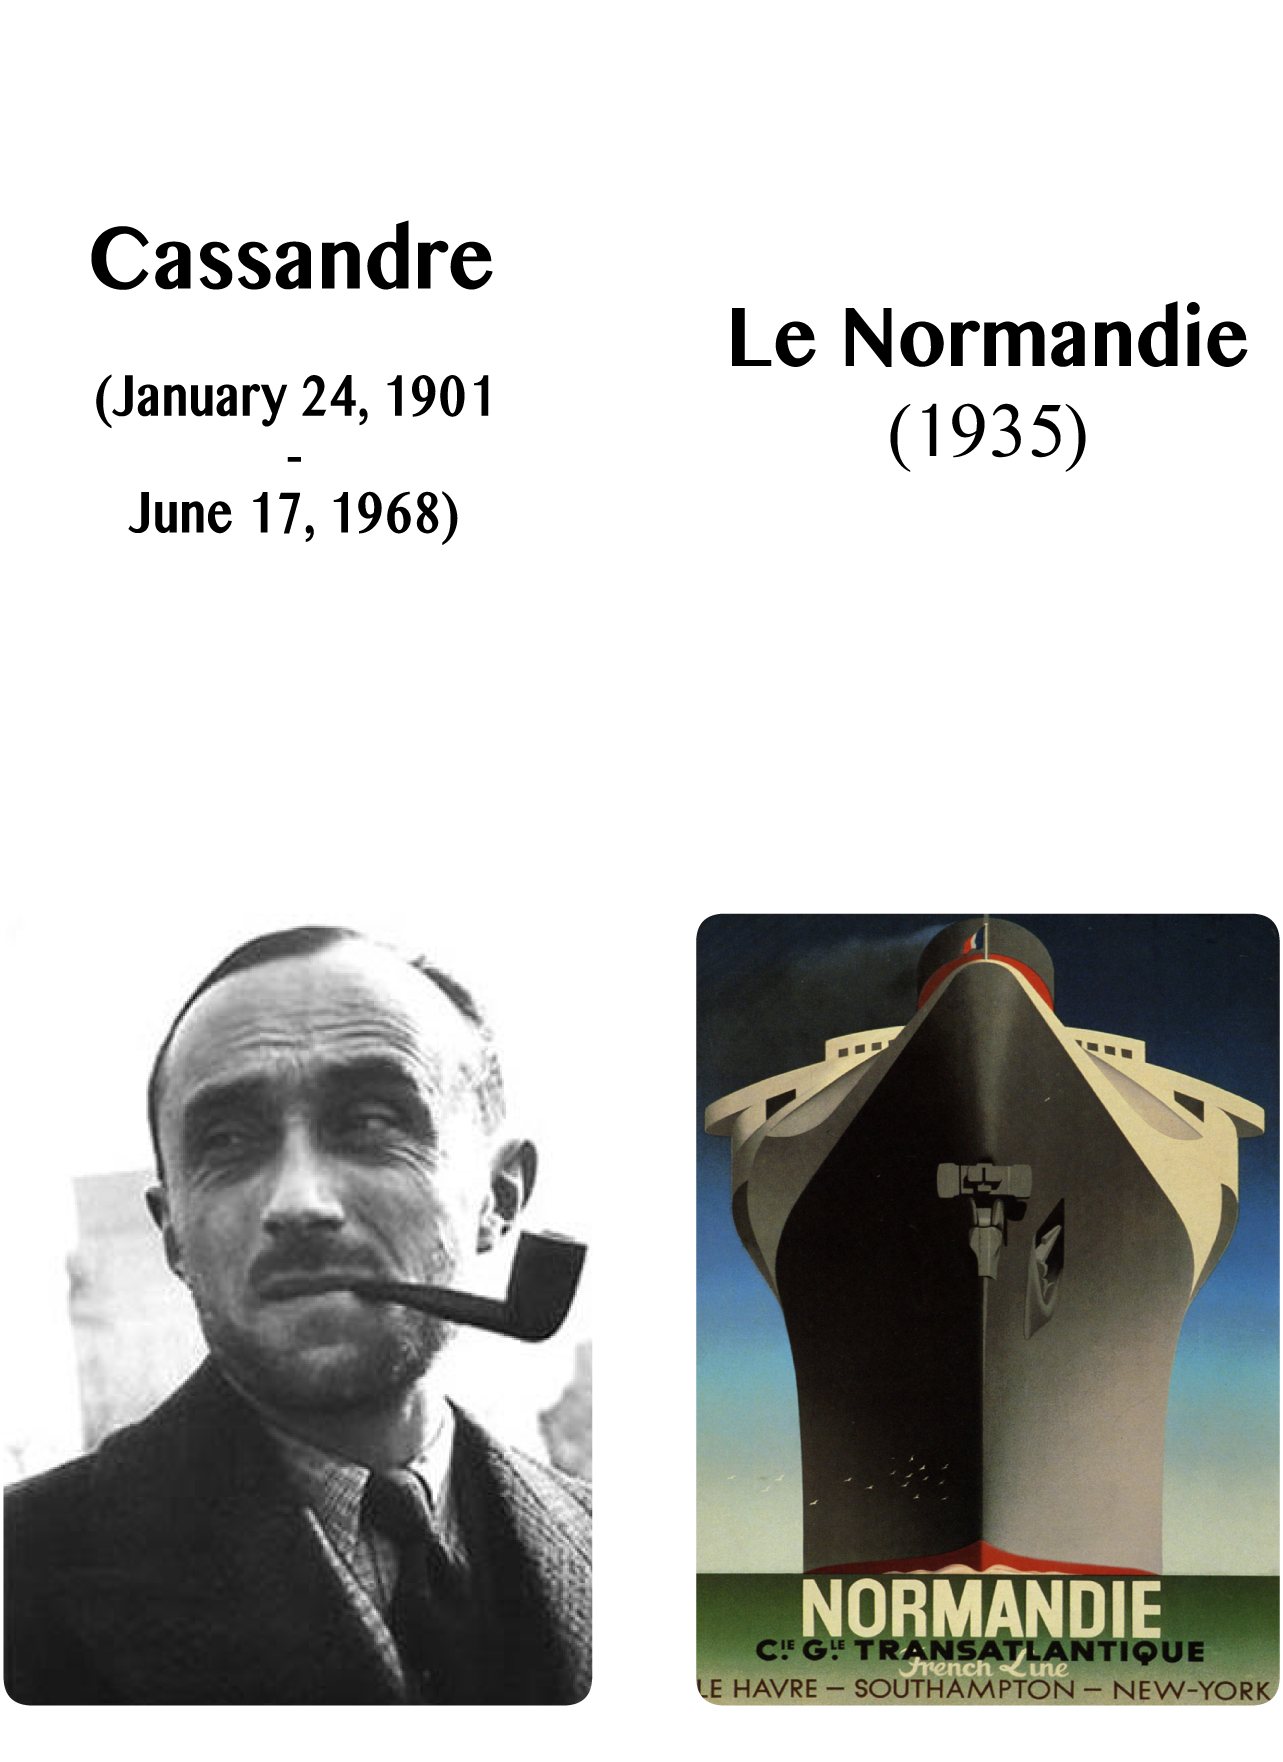 Cassandre
(January 24, 1901
-
June 17, 1968)
Le Normandie
(1935)
NORMANDIE
CIE. GLE. TRANSATLANTIQUE
French Line
LE HAVRE – SOUTHAMPTON – NEW-YORK